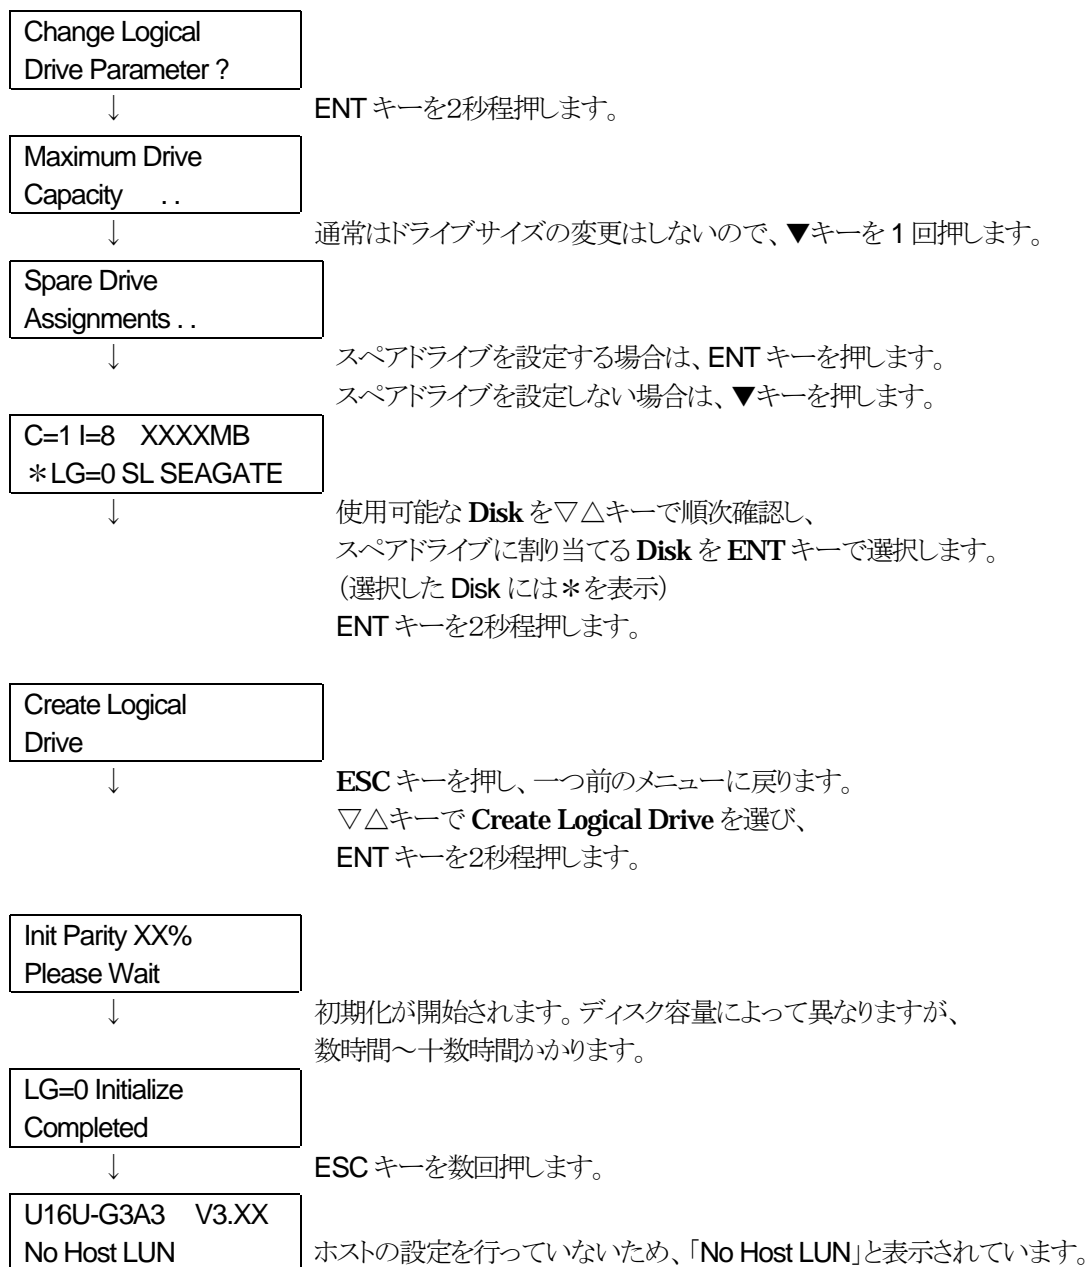 Change Logical
Drive Parameter ?
↓ ENT キーを2秒程押します。
Maximum Drive
Capacity . .
↓ 通常はドライブサイズの変更はしないので、▼キーを 1 回押します。
Spare Drive
Assignments . .
↓ スペアドライブを設定する場合は、ENT キーを押します。
スペアドライブを設定しない場合は、▼キーを押します。
C=1 I=8 XXXXMB
＊LG=0 SL SEAGATE
↓ 使用可能な Disk を▽△キーで順次確認し、
スペアドライブに割り当てる Disk を ENT キーで選択します。
（選択した Disk には＊を表示）
ENT キーを2秒程押します。
Create Logical
Drive
↓ ESC キーを押し、一つ前のメニューに戻ります。
▽△キーで Create Logical Drive を選び、
ENT キーを2秒程押します。
Init Parity XX%
Please Wait
↓ 初期化が開始されます。ディスク容量によって異なりますが、
数時間～十数時間かかります。
LG=0 Initialize
Completed
↓ ESC キーを数回押します。
U16U-G3A3 V3.XX
No Host LUN ホストの設定を行っていないため、「No Host LUN」と表示されています。